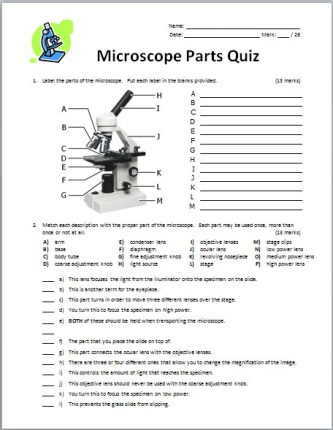 Name:
Date: Mark: / 26
Microscope Parts Quiz
1. Label the parts of the microscope. Put each label in the blanks provided. (13 marks)
A
B
C
D
E
F
G
H
I
J
K
L
M
A
B
C
D
E
F
G
H
I
J
K
L
M
2. Match each description with the proper part of the microscope. Each part may be used once, more
than once or not at all. (13 marks)
A) arm E) condenser lens I) objective lenses M) stage clips
B) base F) diaphragm J) ocular lens N) low power lens
C) body tube G) fine adjustment knob K) revolving nosepiece O) medium power lens
D) coarse adjustment knob H) light source L) stage P) high power lens
a) This lens focuses the light from the illuminator onto the specimen on the slide.
b) This is another term for the eyepiece.
c) This part turns in order to move three different lenses over the stage.
d) You turn this to focus the specimen on high power.
e) BOTH of these should be held when transporting the microscope.
f) The part that you place the slide on top of.
g) This part connects the ocular lens with the objective lenses.
h) There are three or four different ones that allow you to change the magnification of the image.
i) This controls the amount of light that reaches the specimen.
j) This objective lens should never be used with the coarse adjustment knob.
k) You turn this to focus the specimen on low power.
l) This prevents the glass slide from slipping.